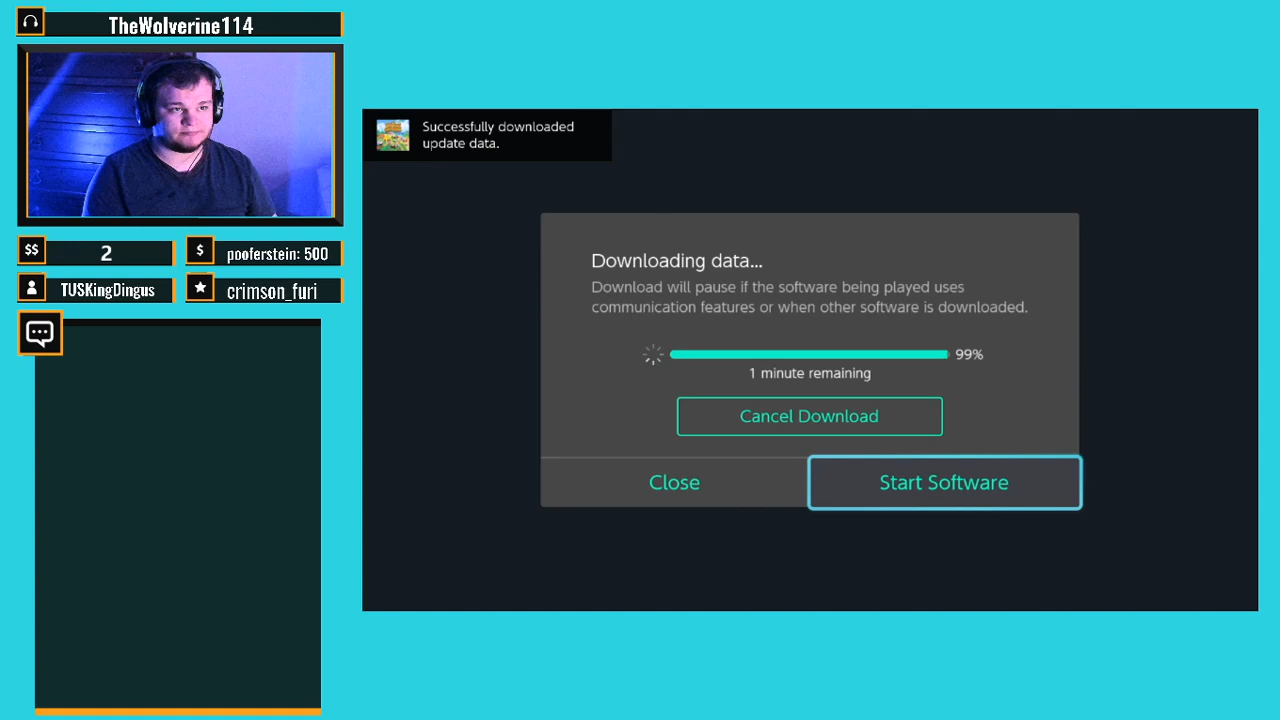 TheWolverine114
Successfully downloaded
update data.
$$ 2
$ pooferstein: 500
TUSKingDingus
crimson_furi
Downloading data...
Download will pause if the software being played uses
communication features or when other software is downloaded.
99%
1 minute remaining
Cancel Download
Close
Start Software